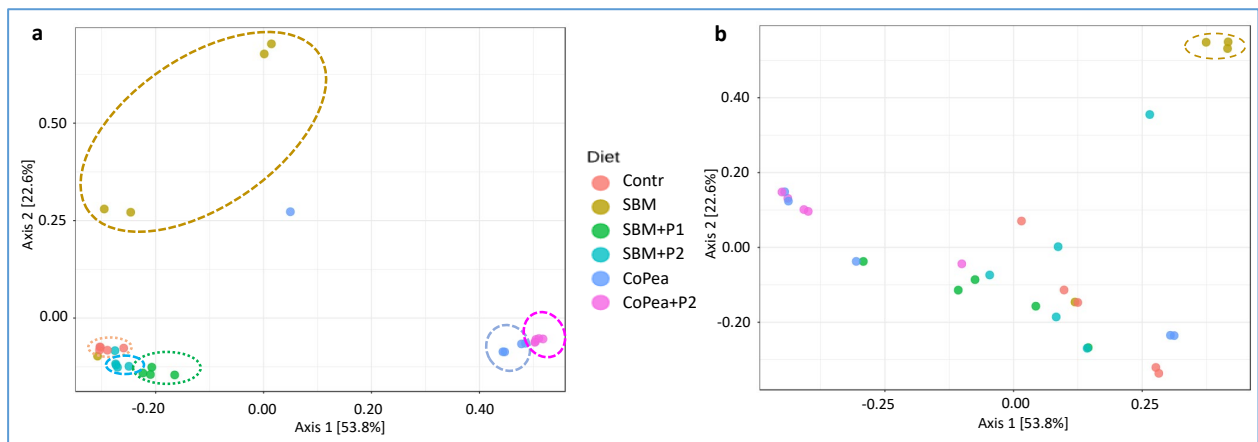 a
0.50
0.25
0.00
Axis 2 [22.6%]
-0.20
0.00
0.20
0.40
Axis 1 [53.8%]
Diet
Contr
SBM
SBM+P1
SBM+P2
CoPea
CoPea+P2
b
0.40
0.20
0.00
-0.20
Axis 2 [22.6%]
-0.25
0.00
0.25
Axis 1 [53.8%]